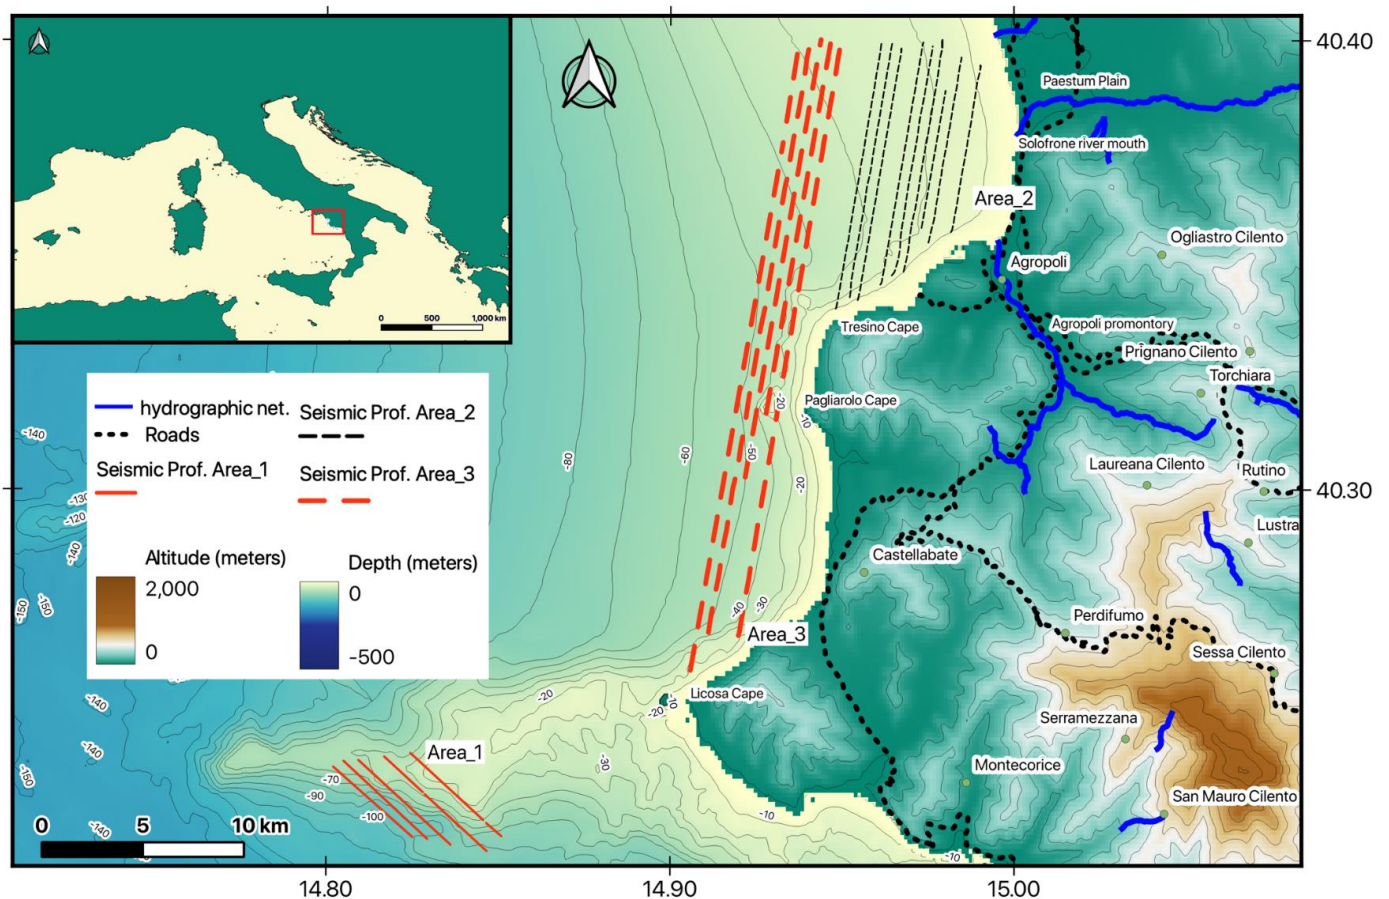 40.40
Paestum Plain
Solofrone river mouth
Area_2
Ogliastro Cilento
Agropoli
0 500 1,000 km
Tresino Cape
Agropoli promontory
Prignano Cilento
Torchiara
-20
Pagliarolo Cape
-10
hydrographic net.
Roads
Seismic Prof. Area_2
Seismic Prof. Area_1
Seismic Prof. Area_3
Altitude (meters)
2,000
0
Depth (meters)
0
-500
-140
-130
-120
-140
-150
-150
-80
-60
-50
-20
Laureana Cilento
Rutino
40.30
Lustra
Castellabate
-40
-30
Area_3
Perdifumo
Sessa Cilento
-140
-20
-20
-10
Licosa Cape
Serramezzana
-140
-150
Area_1
-30
Montecorice
-70
-90
-100
San Mauro Cilento
-10
-140
-10
0 5 10 km
14.80
14.90
15.00